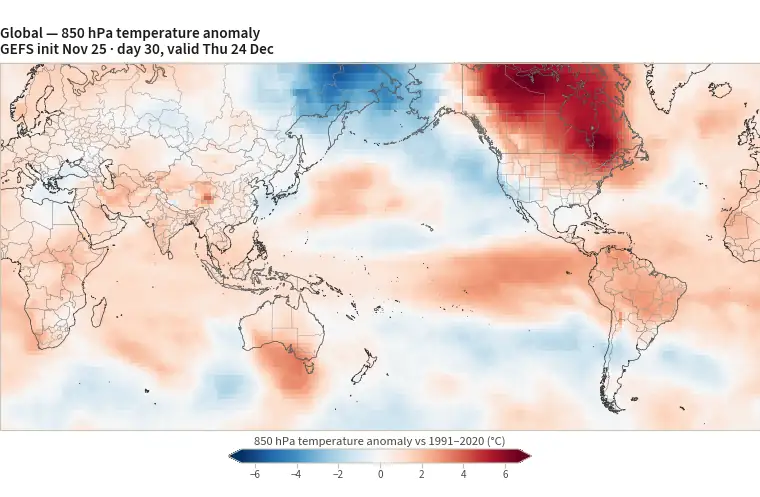 Global — 850 hPa temperature anomaly
GEFS init Nov 25 · day 30, valid Thu 24 Dec
850 hPa temperature anomaly vs 1991–2020 (°C)
−6 −4 −2 0 2 4 6